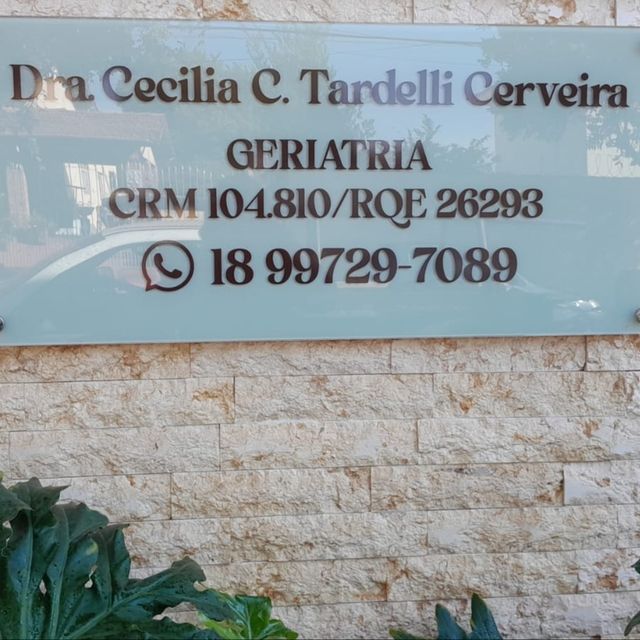 Dra. Cecilia C. Tardelli Cerveira
GERIATRIA
CRM 104.810/RQE 26293
18 99729-7089